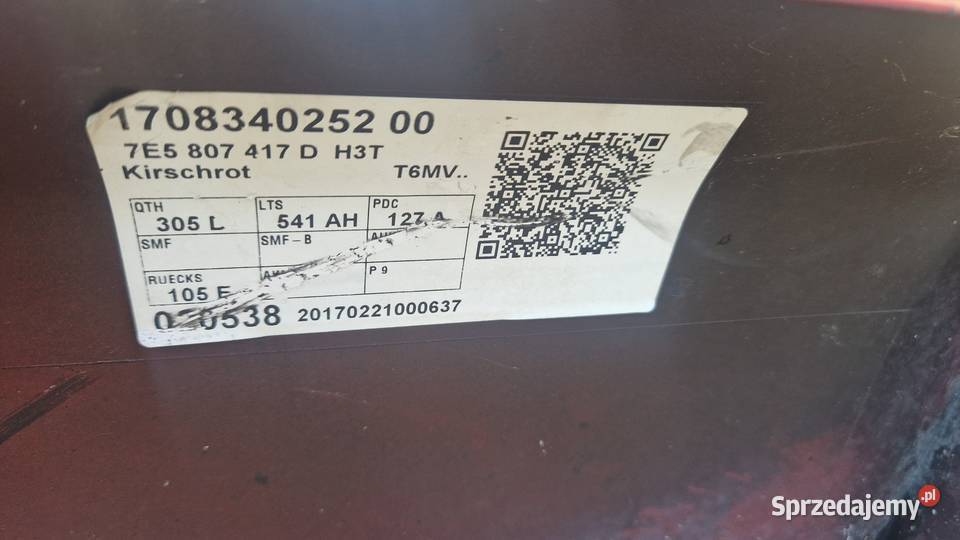 1708340252 00
7E5 807 417 D H3T
Kirschrot T6MV..
QTH LTS PDC
305 L 541 AH 127 A
SMF SMF-B
RUECKS P 9
105 E
20170221000637
Sprzedajemy.pl